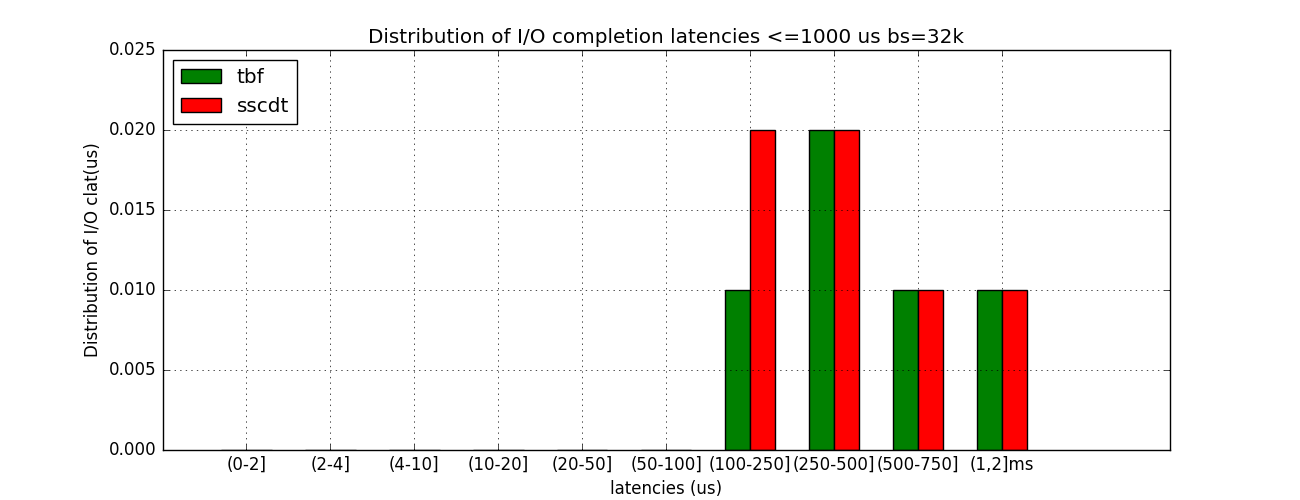 Distribution of I/O completion latencies <=1000 us bs=32k
tbf
sscdt
Distribution of I/O clat(us)
0.025
0.020
0.015
0.010
0.005
0.000
(0-2] (2-4] (4-10] (10-20] (20-50] (50-100] (100-250] (250-500] (500-750] (1,2]ms
latencies (us)